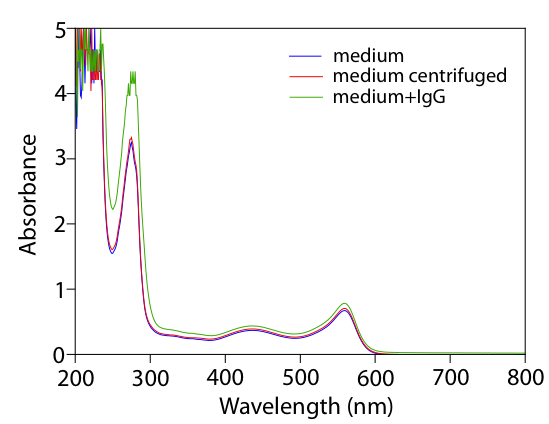 5
4
3
2
1
0
Absorbance
medium
medium centrifuged
medium+IgG
200 300 400 500 600 700 800
Wavelength (nm)